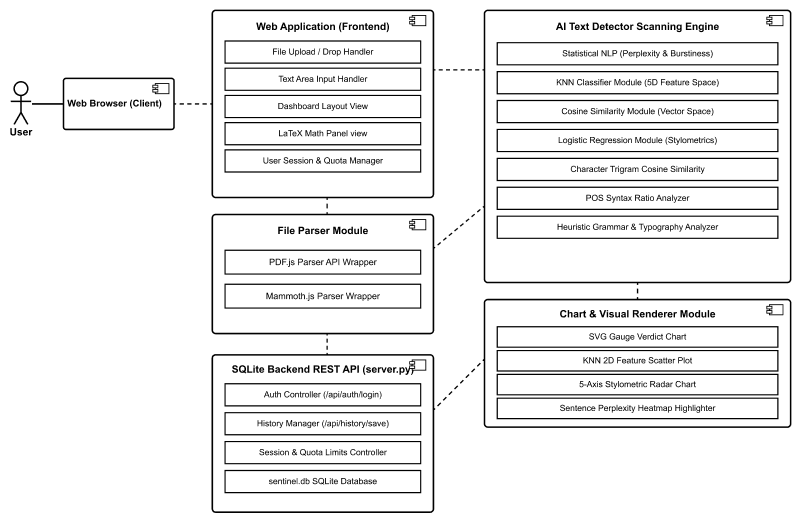 User
Web Browser (Client)
Web Application (Frontend)
File Upload / Drop Handler
Text Area Input Handler
Dashboard Layout View
LaTeX Math Panel view
User Session & Quota Manager
File Parser Module
PDF.js Parser API Wrapper
Mammoth.js Parser Wrapper
SQLite Backend REST API (server.py)
Auth Controller (/api/auth/login)
History Manager (/api/history/save)
Session & Quota Limits Controller
sentinel.db SQLite Database
AI Text Detector Scanning Engine
Statistical NLP (Perplexity & Burstiness)
KNN Classifier Module (5D Feature Space)
Cosine Similarity Module (Vector Space)
Logistic Regression Module (Stylometrics)
Character Trigram Cosine Similarity
POS Syntax Ratio Analyzer
Heuristic Grammar & Typography Analyzer
Chart & Visual Renderer Module
SVG Gauge Verdict Chart
KNN 2D Feature Scatter Plot
5-Axis Stylometric Radar Chart
Sentence Perplexity Heatmap Highlighter